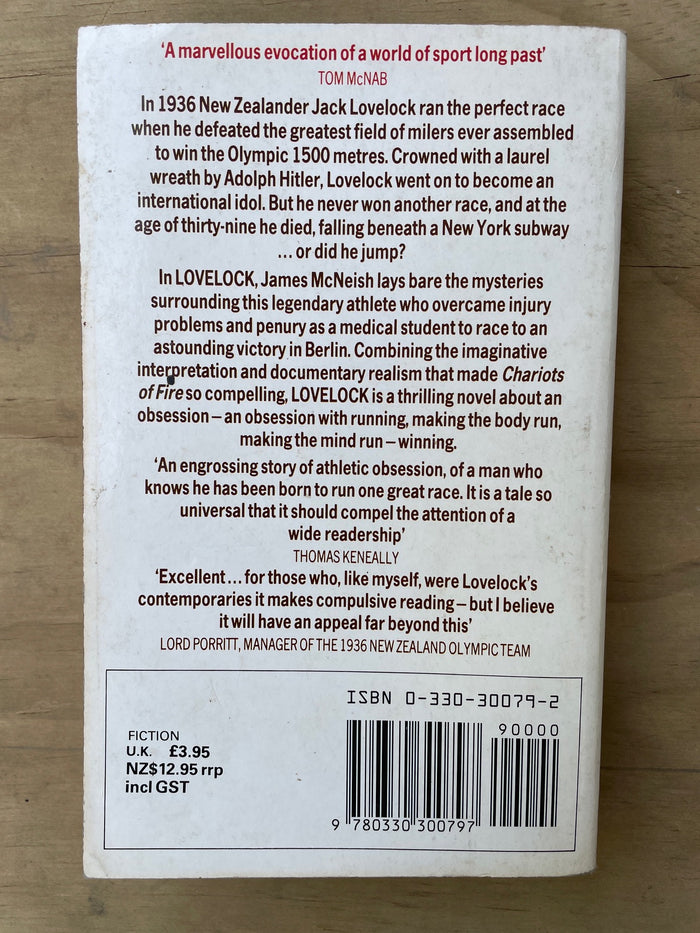 ‘A marvellous evocation of a world of sport long past’
TOM McNAB
In 1936 New Zealander Jack Lovelock ran the perfect race
when he defeated the greatest field of milers ever assembled
to win the Olympic 1500 metres. Crowned with a laurel
wreath by Adolph Hitler, Lovelock went on to become an
international idol. But he never won another race, and at the
age of thirty-nine he died, falling beneath a New York subway
...or did he jump?
In LOVELOCK, James McNeish lays bare the mysteries
surrounding this legendary athlete who overcame injury
problems and penury as a medical student to race to an
astounding victory in Berlin. Combining the imaginative
interpretation and documentary realism that made Chariots
of Fire so compelling, LOVELOCK is a thrilling novel about an
obsession – an obsession with running, making the body run,
making the mind run – winning.
‘An engrossing story of athletic obsession, of a man who
knows he has been born to run one great race. It is a tale so
universal that it should compel the attention of a
wide readership’
THOMAS KENEALLY
‘Excellent... for those who, like myself, were Lovelock’s
contemporaries it makes compulsive reading – but I believe
it will have an appeal far beyond this’
LORD PORRITT, MANAGER OF THE 1936 NEW ZEALAND OLYMPIC TEAM
ISBN 0-330-30079-2
90000
FICTION
U.K. £3.95
NZ$12.95 rrp
incl GST
9 780330 300797